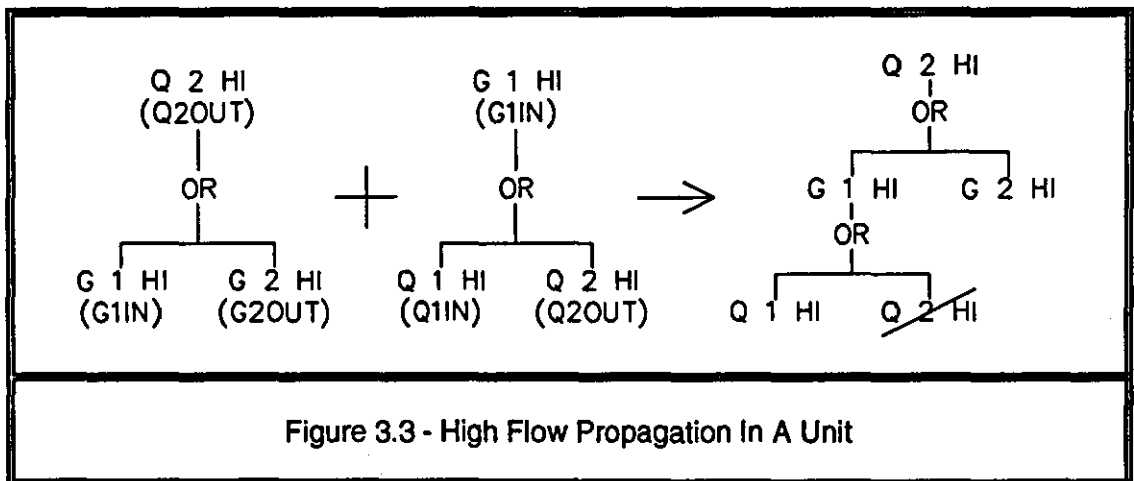 Q 2 HI
(Q2OUT)
OR
G 1 HI
(G1IN)
G 2 HI
(G2OUT)
G 1 HI
(G1IN)
OR
Q 1 HI
(Q1IN)
Q 2 HI
(Q2OUT)
Q 2 HI
OR
G 1 HI
G 2 HI
OR
Q 1 HI
Q 2 HI
Figure 3.3 - High Flow Propagation In A Unit